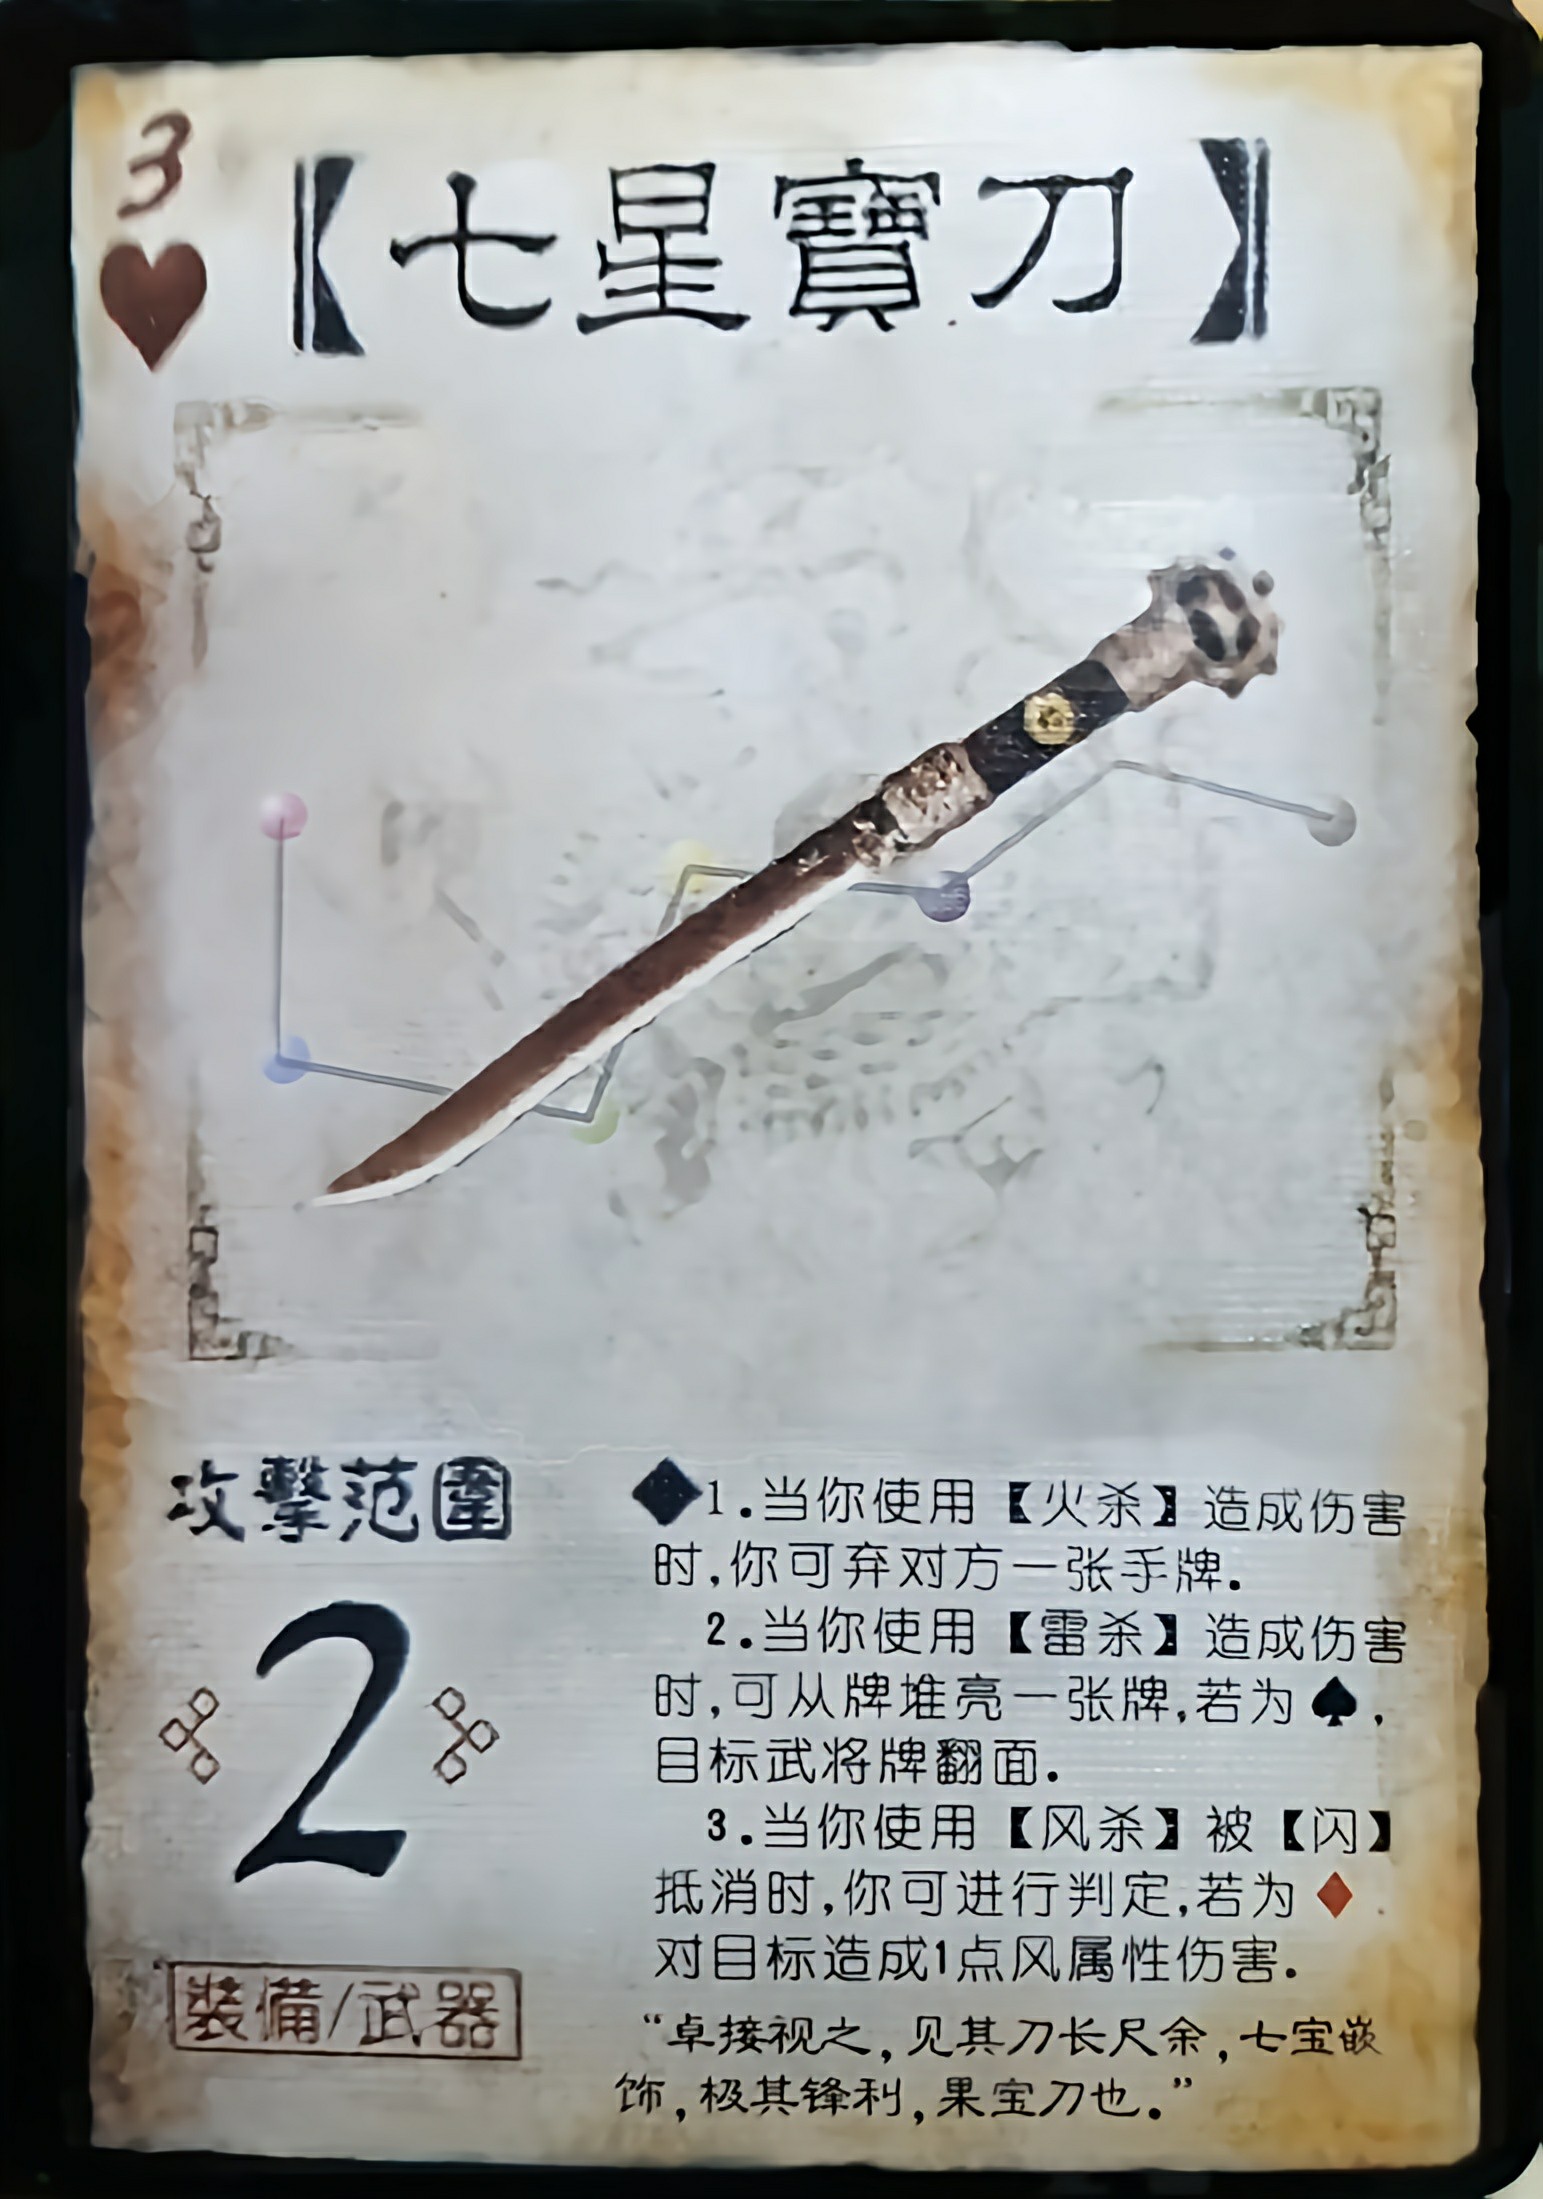 3
【七星寶刀】
攻擊范圍
2
裝備/武器
◆1.当你使用【火杀】造成伤害
时,你可弃对方一张手牌.
2.当你使用【雷杀】造成伤害
时,可从牌堆亮一张牌,若为♠,
目标武将牌翻面.
3.当你使用【风杀】被【闪】
抵消时,你可进行判定,若为♦.
对目标造成1点风属性伤害.
“卓接视之,见其刀长尺余,七宝嵌
饰,极其锋利,果宝刀也.”